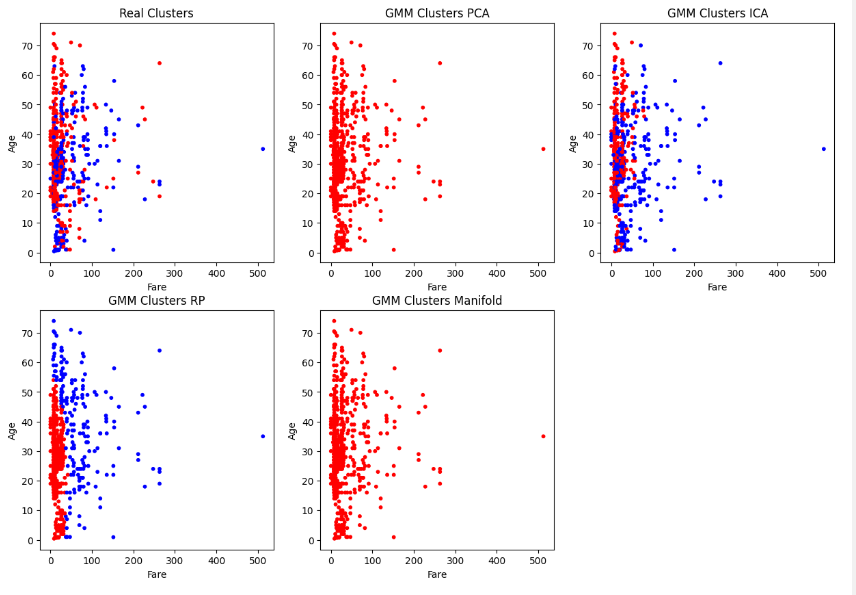 Real Clusters
GMM Clusters PCA
GMM Clusters ICA
70
60
50
40
30
20
10
0
Age
0 100 200 300 400 500
Fare
70
60
50
40
30
20
10
0
Age
0 100 200 300 400 500
Fare
70
60
50
40
30
20
10
0
Age
0 100 200 300 400 500
Fare
GMM Clusters RP
GMM Clusters Manifold
70
60
50
40
30
20
10
0
Age
0 100 200 300 400 500
Fare
70
60
50
40
30
20
10
0
Age
0 100 200 300 400 500
Fare